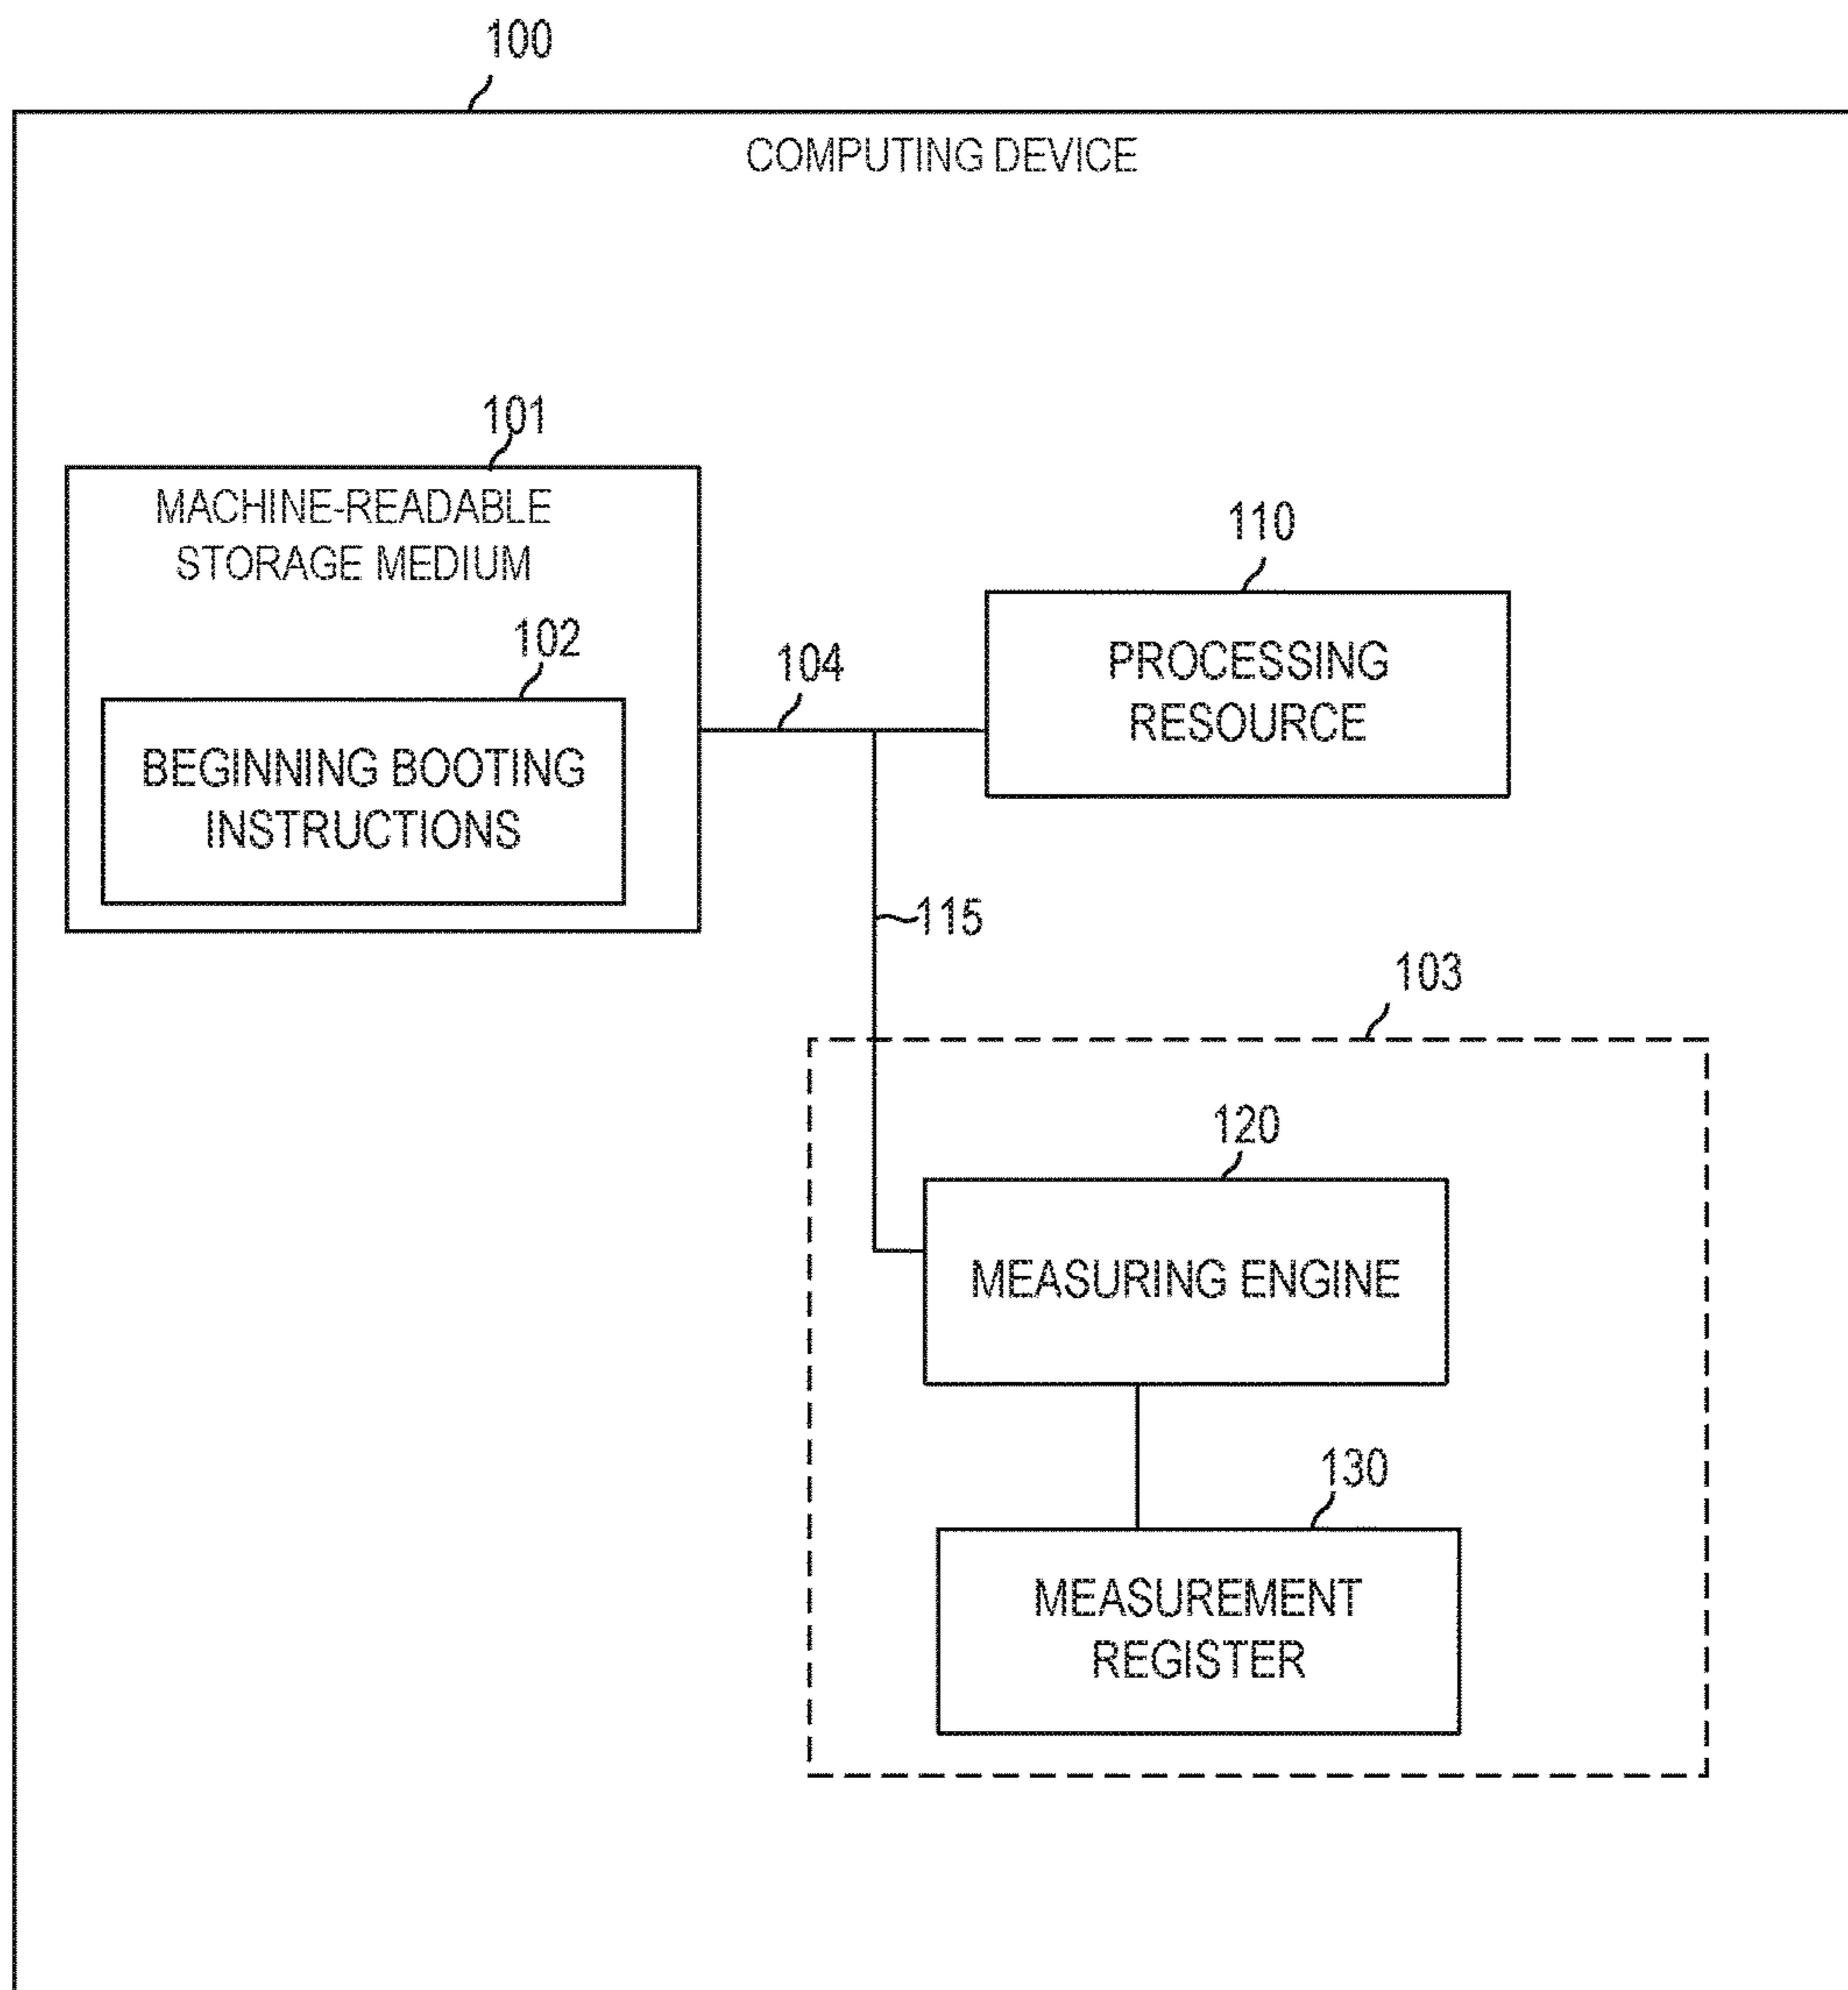 100
COMPUTING DEVICE
101
MACHINE-READABLE
STORAGE MEDIUM
102
BEGINNING BOOTING
INSTRUCTIONS
104
110
PROCESSING
RESOURCE
115
103
120
MEASURING ENGINE
130
MEASUREMENT
REGISTER